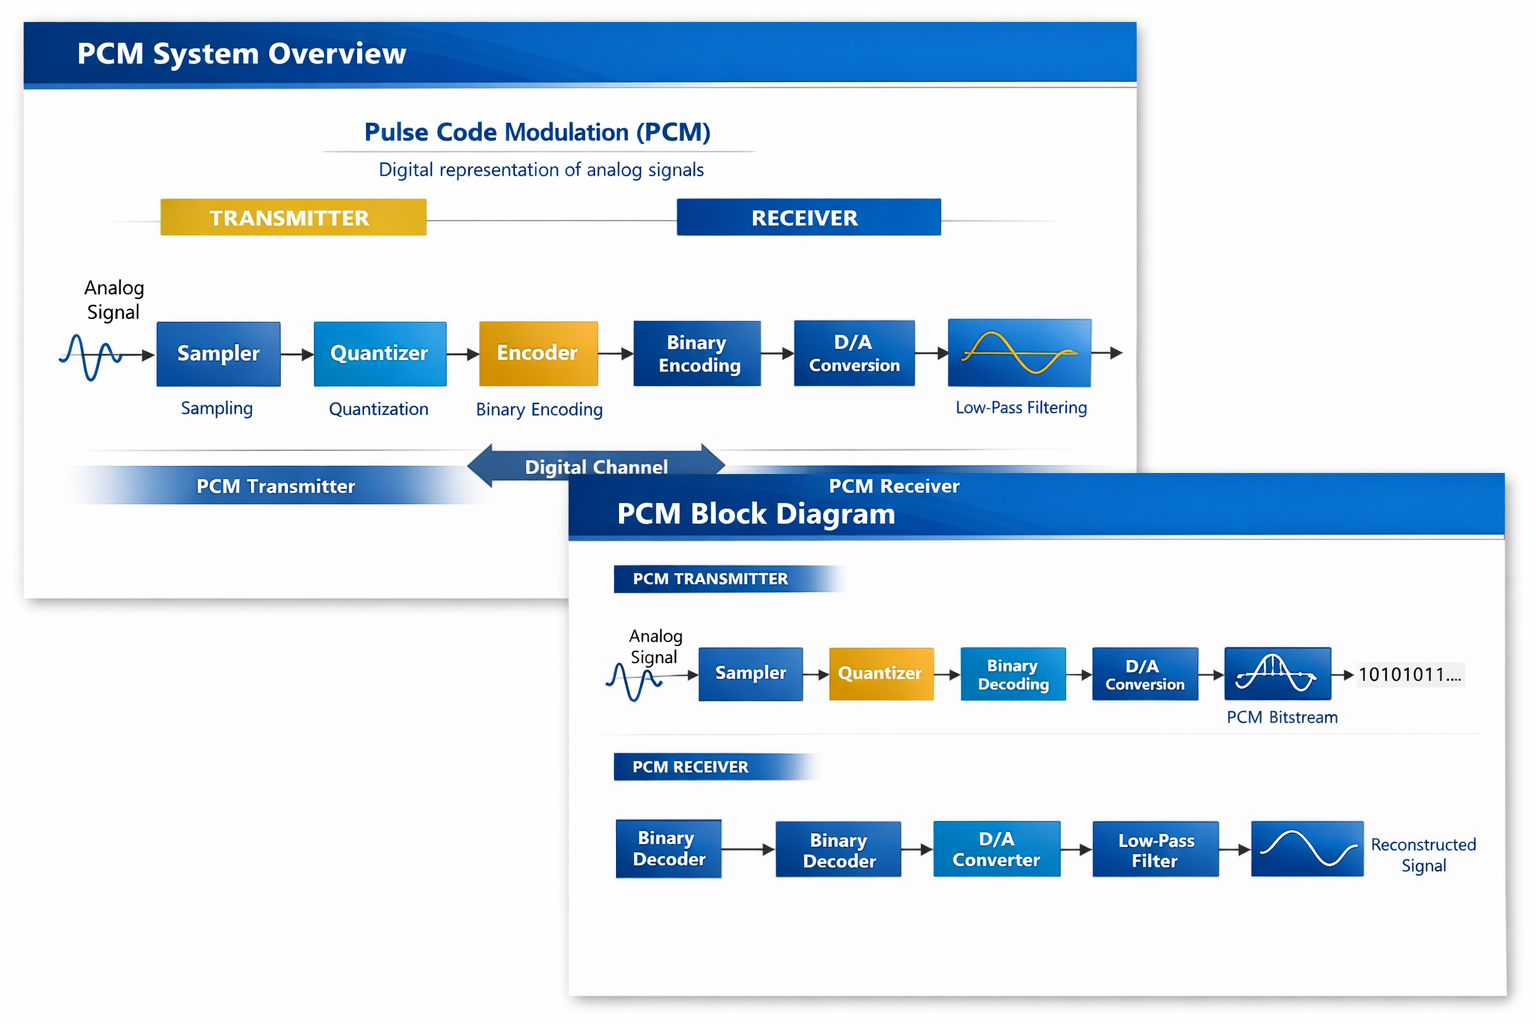 PCM System Overview
Pulse Code Modulation (PCM)
Digital representation of analog signals
TRANSMITTER
RECEIVER
Analog
Signal
Sampler
Quantizer
Encoder
Binary
Encoding
D/A
Conversion
Sampling
Quantization
Binary Encoding
Low-Pass Filtering
Digital Channel
PCM Transmitter
PCM Receiver
PCM Block Diagram
PCM TRANSMITTER
Analog
Signal
Sampler
Quantizer
Binary
Decoding
D/A
Conversion
10101011....
PCM Bitstream
PCM RECEIVER
Binary
Decoder
Binary
Decoder
D/A
Converter
Low-Pass
Filter
Reconstructed
Signal